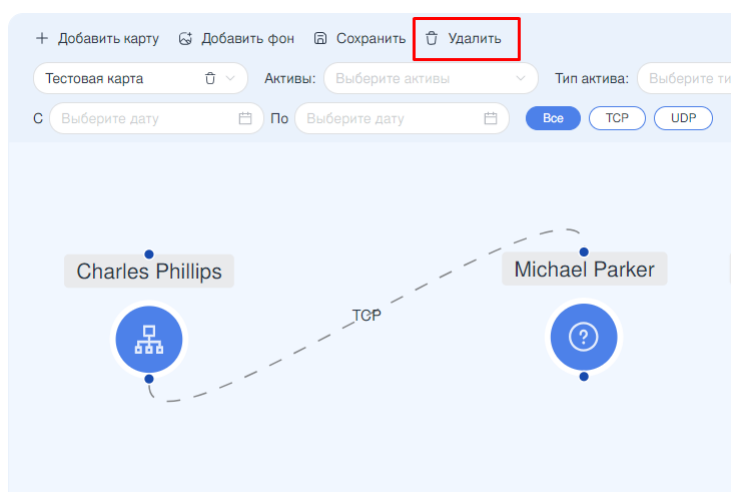 Добавить карту Добавить фон Сохранить Удалить
Тестовая карта Активы: Выберите активы Тип актива: Выберите ти
С Выберите дату По Выберите дату Все TCP UDP
Charles Phillips Michael Parker
TCP